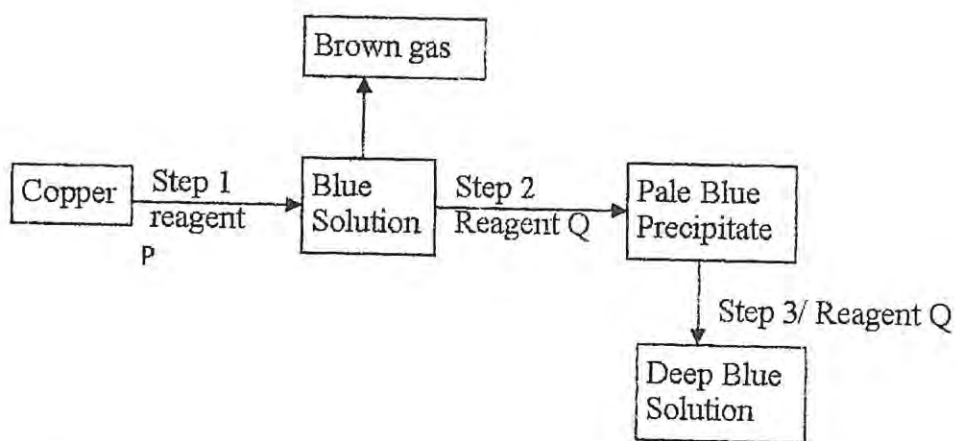 Brown gas
Copper
Step 1
reagent
P
Blue
Solution
Step 2
Reagent Q
Pale Blue
Precipitate
Step 3/ Reagent Q
Deep Blue
Solution